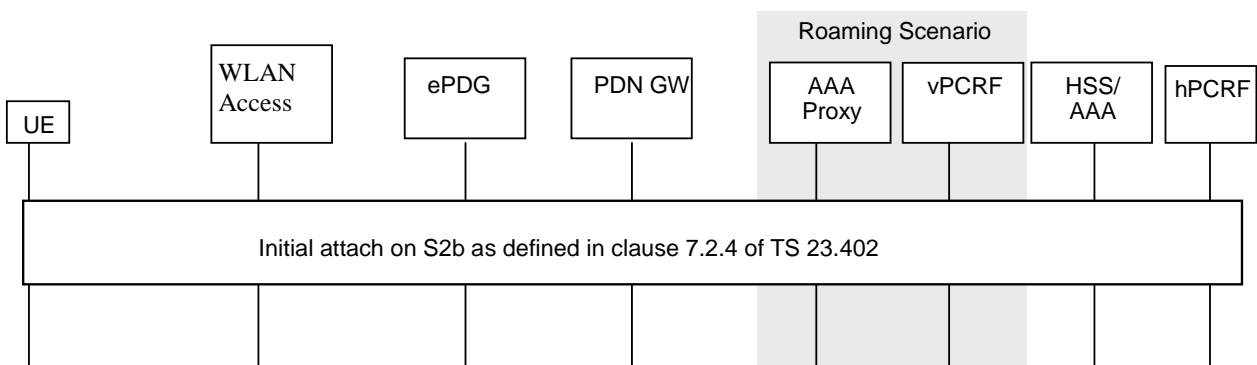 Roaming Scenario
UE
WLAN
Access
ePDG
PDN GW
AAA
Proxy
vPCRF
HSS/
AAA
hPCRF
Initial attach on S2b as defined in clause 7.2.4 of TS 23.402